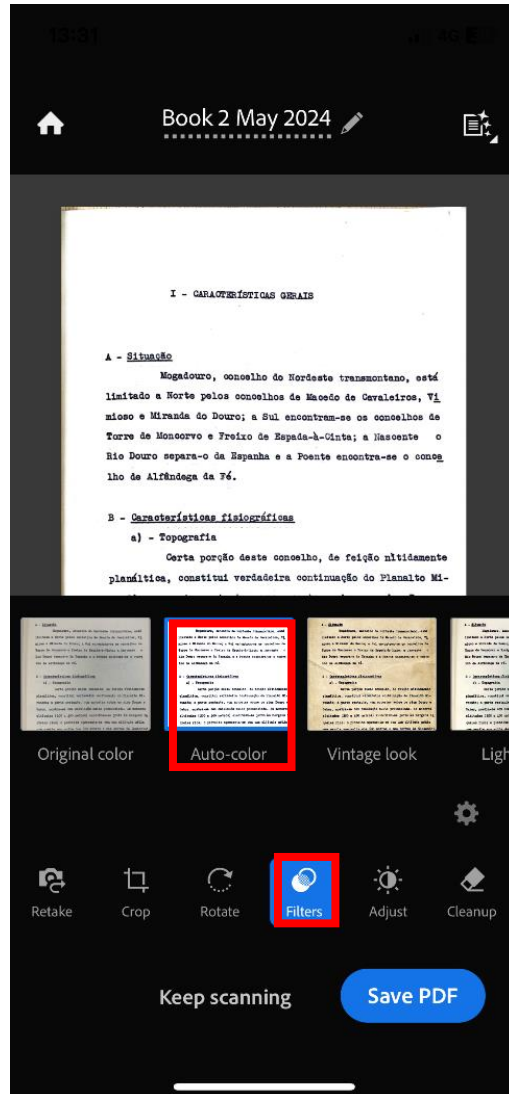 13:31
4G
Book 2 May 2024
I - CARACTERÍSTICAS GERAIS
A - Situação
Mogadouro, concelho do Nordeste transmontano, está
limitado a Norte pelos concelhos de Macedo de Cavaleiros, Vi
mioso e Miranda do Douro; a Sul encontram-se os concelhos de
Torre de Moncorvo e Freixo de Espada-à-Cinta; a Nascente o
Rio Douro separa-o da Espanha e a Poente encontra-se o conce
lho de Alfândega da Fé.
B - Características fisiográficas
a) - Topografia
Certa porção deste concelho, de feição nitidamente
planáltica, constitui verdadeira continuação do Planalto Mi-
Original color
Auto-color
Vintage look
Ligh
Retake
Crop
Rotate
Filters
Adjust
Cleanup
Keep scanning
Save PDF